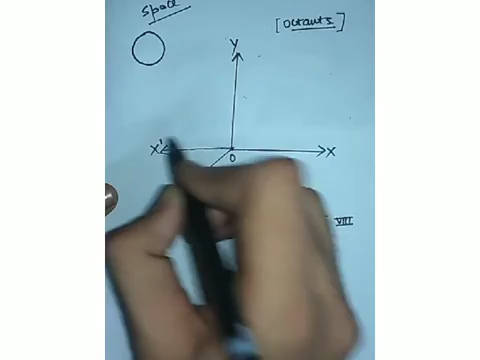 Space
[Octants]
Y
X' X
O
VIII